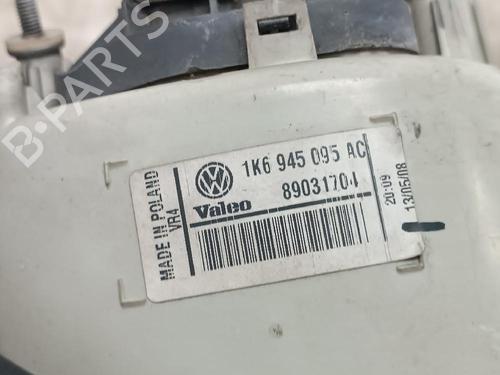 B-PARTS
1K6 945 095 AC
Valeo
89031704
MADE IN POLAND
VR4
20:09
13/05/08